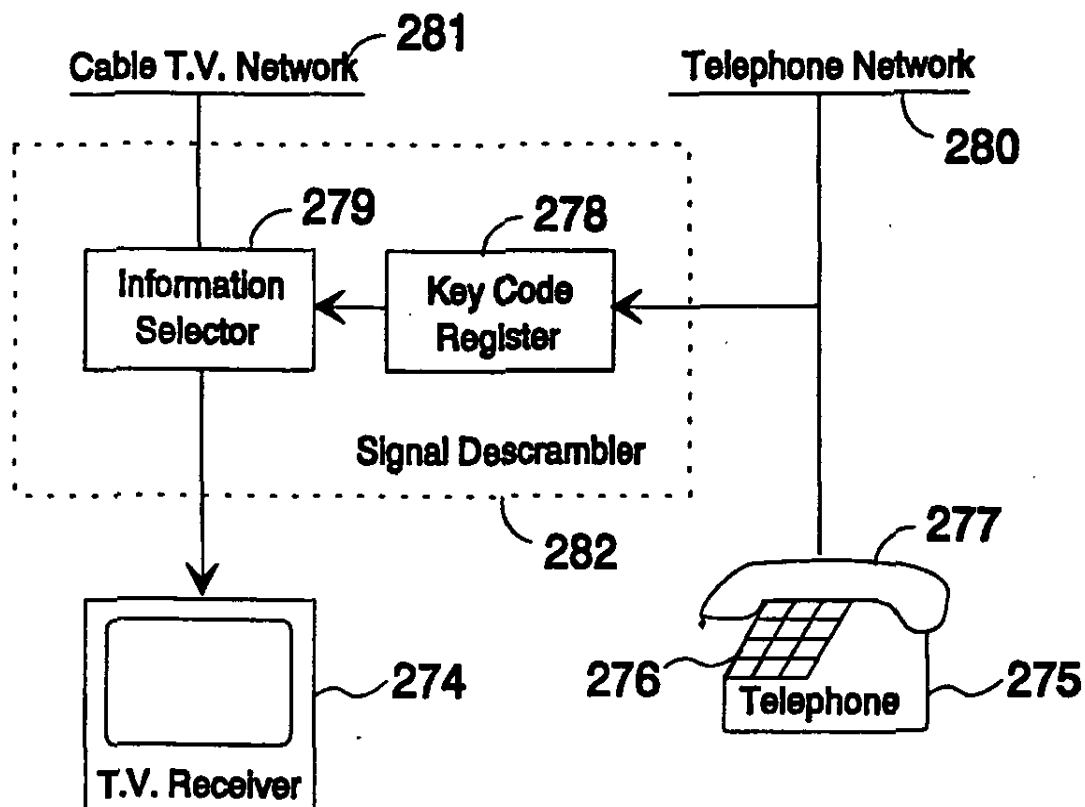 281
Cable T.V. Network
Telephone Network
280
279
278
Information
Selector
Key Code
Register
Signal Descrambler
282
277
274
276
275
Telephone
T.V. Receiver